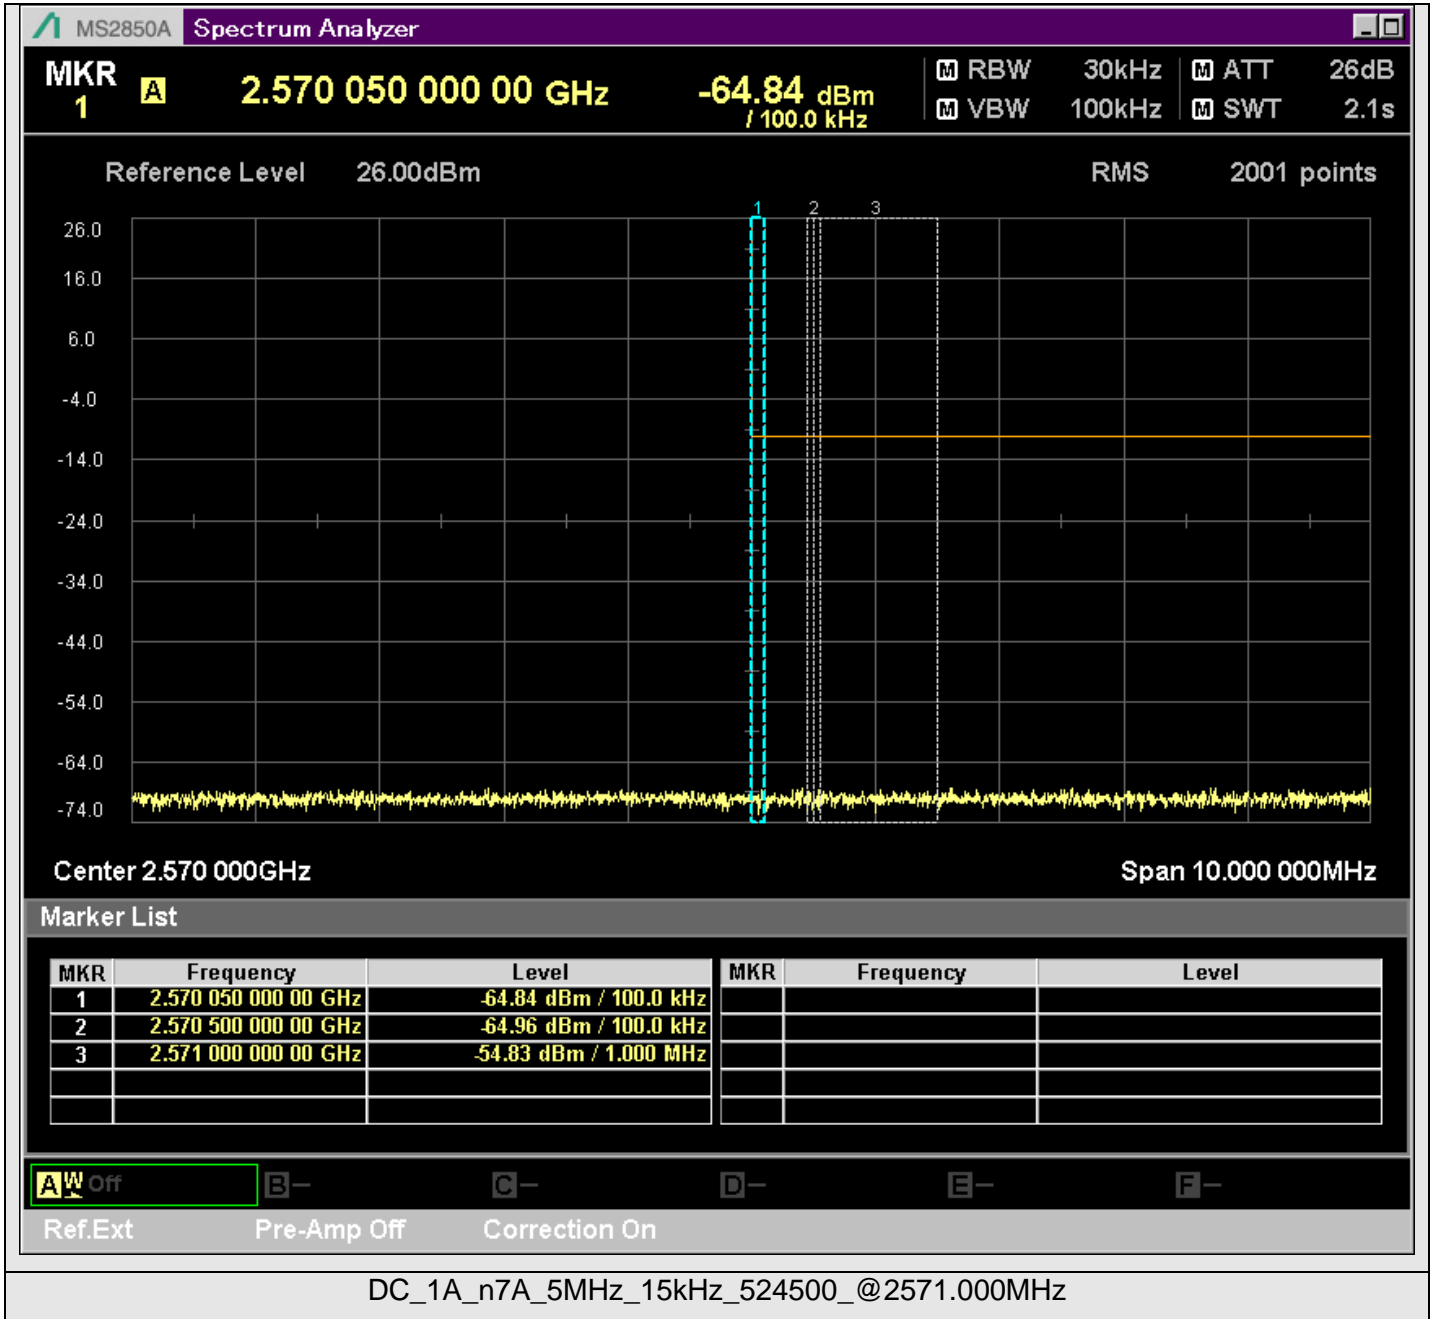 MS2850A Spectrum Analyzer
MKR 1 A 2.570 050 000 00 GHz -64.84 dBm / 100.0 kHz
M RBW 30kHz M ATT 26dB
M VBW 100kHz M SWT 2.1s
Reference Level 26.00dBm RMS 2001 points
1 2 3
26.0
16.0
6.0
-4.0
-14.0
-24.0
-34.0
-44.0
-54.0
-64.0
-74.0
Center 2.570 000GHz Span 10.000 000MHz
Marker List
MKR Frequency Level MKR Frequency Level
1 2.570 050 000 00 GHz -64.84 dBm / 100.0 kHz
2 2.570 500 000 00 GHz -64.96 dBm / 100.0 kHz
3 2.571 000 000 00 GHz -54.83 dBm / 1.000 MHz
A W Off B – C – D – E – F –
Ref.Ext Pre-Amp Off Correction On
DC_1A_n7A_5MHz_15kHz_524500_@2571.000MHz